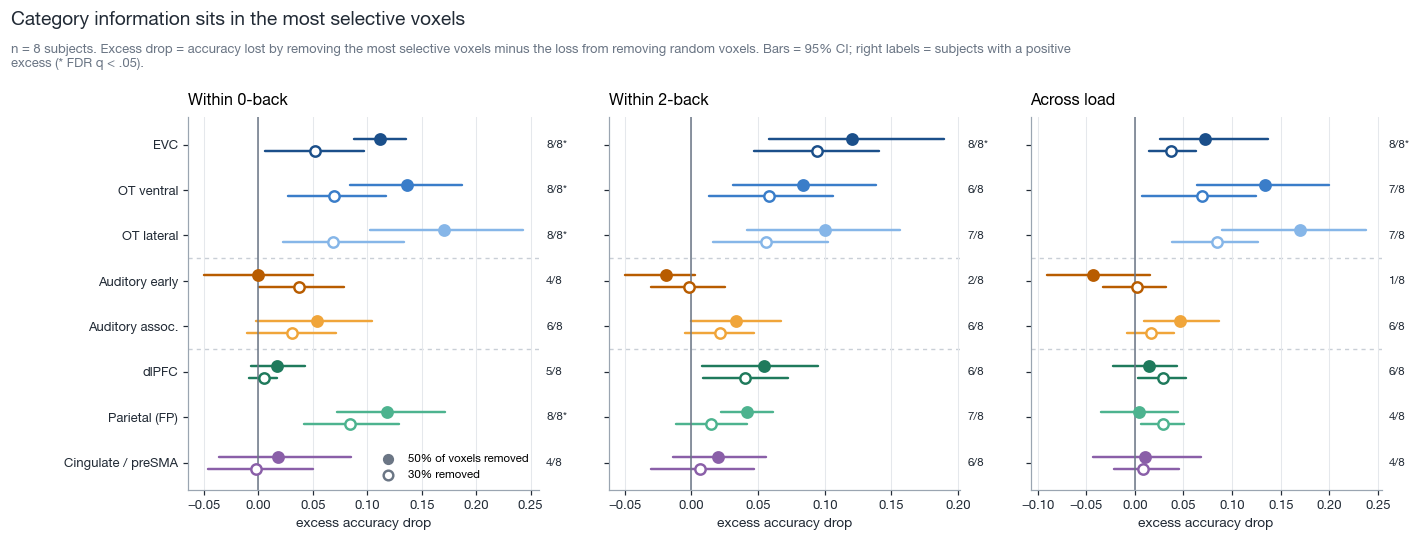 Category information sits in the most selective voxels
n = 8 subjects. Excess drop = accuracy lost by removing the most selective voxels minus the loss from removing random voxels. Bars = 95% CI; right labels = subjects with a positive
excess (* FDR q < .05).
Within 0-back
Within 2-back
Across load
EVC
8/8*
8/8*
8/8*
OT ventral
8/8*
6/8
7/8
OT lateral
8/8*
7/8
7/8
Auditory early
4/8
2/8
1/8
Auditory assoc.
6/8
6/8
6/8
dlPFC
5/8
6/8
6/8
Parietal (FP)
8/8*
7/8
4/8
Cingulate / preSMA
4/8
6/8
4/8
50% of voxels removed
30% removed
−0.05 0.00 0.05 0.10 0.15 0.20 0.25
−0.05 0.00 0.05 0.10 0.15 0.20
−0.10 −0.05 0.00 0.05 0.10 0.15 0.20 0.25
excess accuracy drop
excess accuracy drop
excess accuracy drop